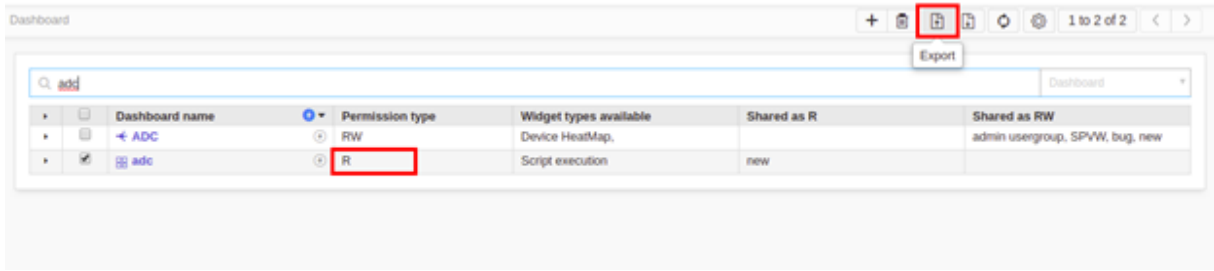 Dashboard 1 to 2 of 2
Export
adc Dashboard
Dashboard name Permission type Widget types available Shared as R Shared as RW
ADC RW Device HeatMap, admin usergroup, SPVW, bug, new
adc R Script execution new